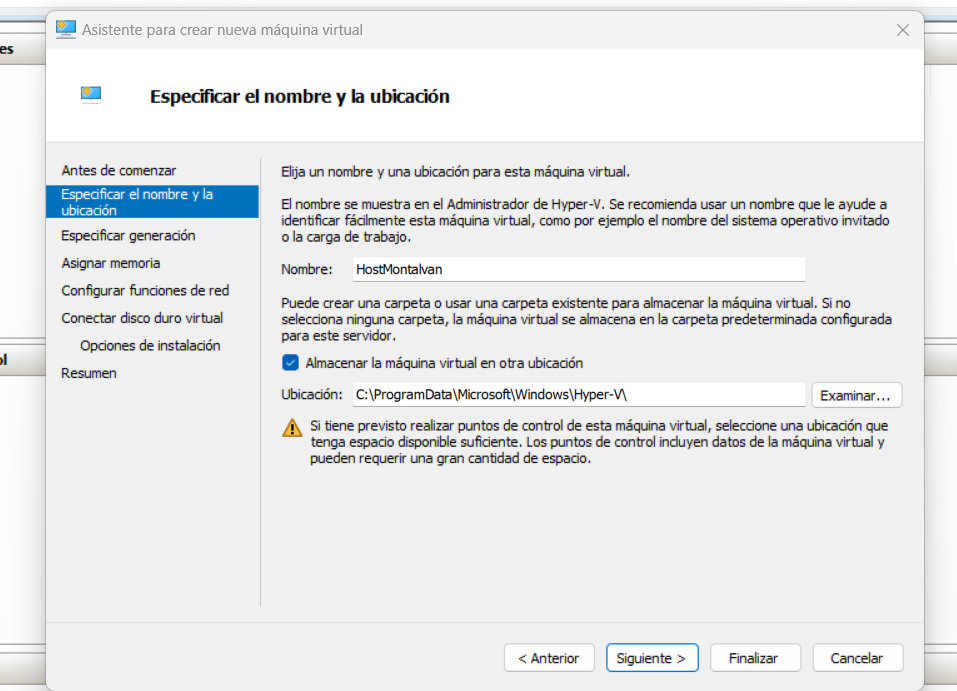 Asistente para crear nueva máquina virtual
es
Especificar el nombre y la ubicación
Antes de comenzar
Especificar el nombre y la
ubicación
Especificar generación
Asignar memoria
Configurar funciones de red
Conectar disco duro virtual
Opciones de instalación
Resumen
ol
Elija un nombre y una ubicación para esta máquina virtual.
El nombre se muestra en el Administrador de Hyper-V. Se recomienda usar un nombre que le ayude a
identificar fácilmente esta máquina virtual, como por ejemplo el nombre del sistema operativo invitado
o la carga de trabajo.
Nombre: HostMontalvan
Puede crear una carpeta o usar una carpeta existente para almacenar la máquina virtual. Si no
selecciona ninguna carpeta, la máquina virtual se almacena en la carpeta predeterminada configurada
para este servidor.
Almacenar la máquina virtual en otra ubicación
Ubicación: C:\ProgramData\Microsoft\Windows\Hyper-V\ Examinar...
Si tiene previsto realizar puntos de control de esta máquina virtual, seleccione una ubicación que
tenga espacio disponible suficiente. Los puntos de control incluyen datos de la máquina virtual y
pueden requerir una gran cantidad de espacio.
< Anterior Siguiente > Finalizar Cancelar